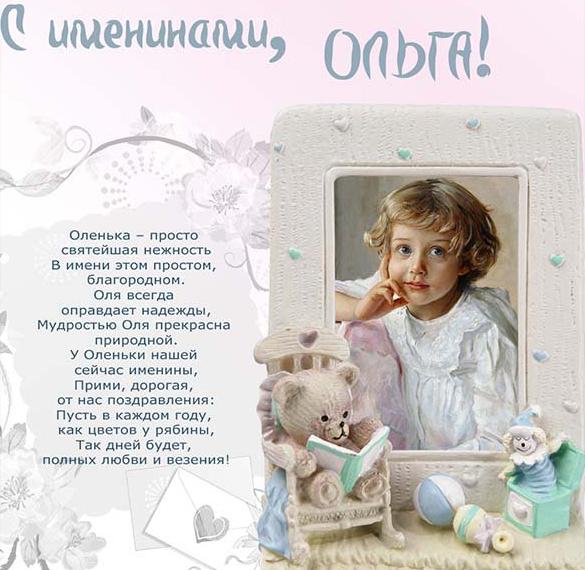 С именинами, Ольга!
Оленька – просто
святейшая нежность
В имени этом простом,
благородном.
Оля всегда
оправдает надежды,
Мудростью Оля прекрасна
природной.
У Оленьки нашей
сейчас именины,
Прими, дорогая,
от нас поздравления:
Пусть в каждом году,
как цветов у рябины,
Так дней будет,
полных любви и везения!